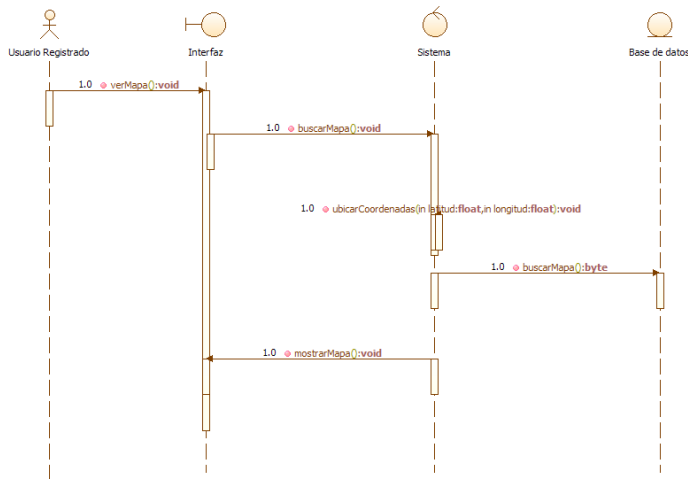 Usuario Registrado
Interfaz
Sistema
Base de datos
1.0 verMapa():void
1.0 buscarMapa():void
1.0 ubicarCoordenadas(in latitud:float,in longitud:float):void
1.0 buscarMapa():byte
1.0 mostrarMapa():void